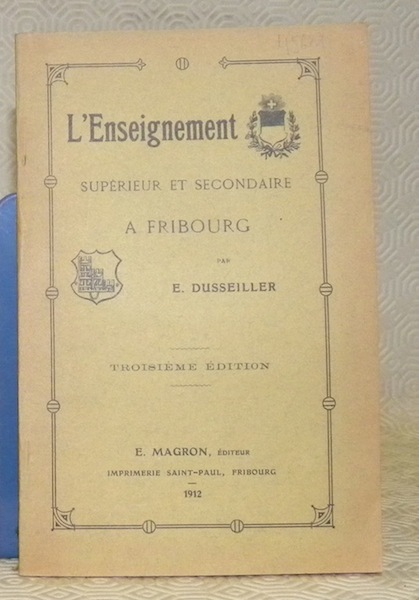 L'Enseignement
SUPÉRIEUR ET SECONDAIRE
A FRIBOURG
PAR
E. DUSSEILLER
TROISIÈME ÉDITION
E. MAGRON, ÉDITEUR
IMPRIMERIE SAINT-PAUL, FRIBOURG
1912